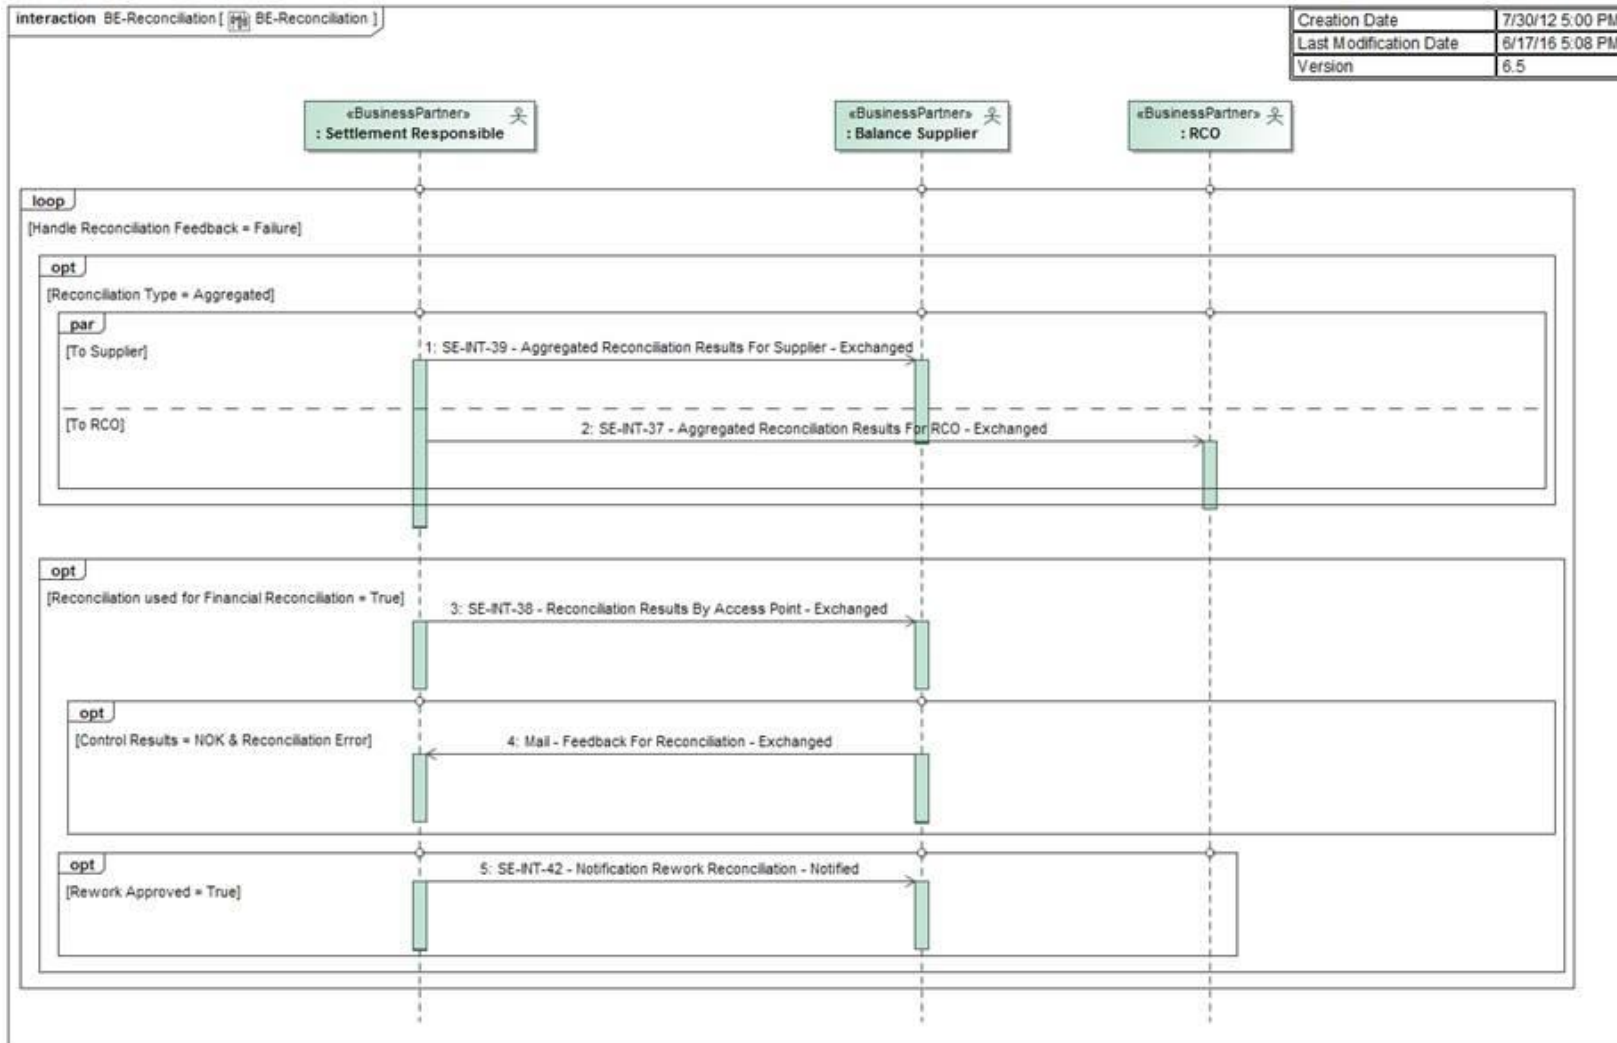 interaction BE-Reconciliation [ BE-Reconciliation ]
Creation Date 7/30/12 5:00 PM
Last Modification Date 6/17/16 5:08 PM
Version 6.5
«BusinessPartner»
: Settlement Responsible
«BusinessPartner»
: Balance Supplier
«BusinessPartner»
: RCO
loop
[Handle Reconciliation Feedback = Failure]
opt
[Reconciliation Type = Aggregated]
par
[To Supplier]
1: SE-INT-39 - Aggregated Reconciliation Results For Supplier - Exchanged
[To RCO]
2: SE-INT-37 - Aggregated Reconciliation Results For RCO - Exchanged
opt
[Reconciliation used for Financial Reconciliation = True]
3: SE-INT-38 - Reconciliation Results By Access Point - Exchanged
opt
[Control Results = NOK & Reconciliation Error]
4: Mail - Feedback For Reconciliation - Exchanged
opt
5: SE-INT-42 - Notification Rework Reconciliation - Notified
[Rework Approved = True]